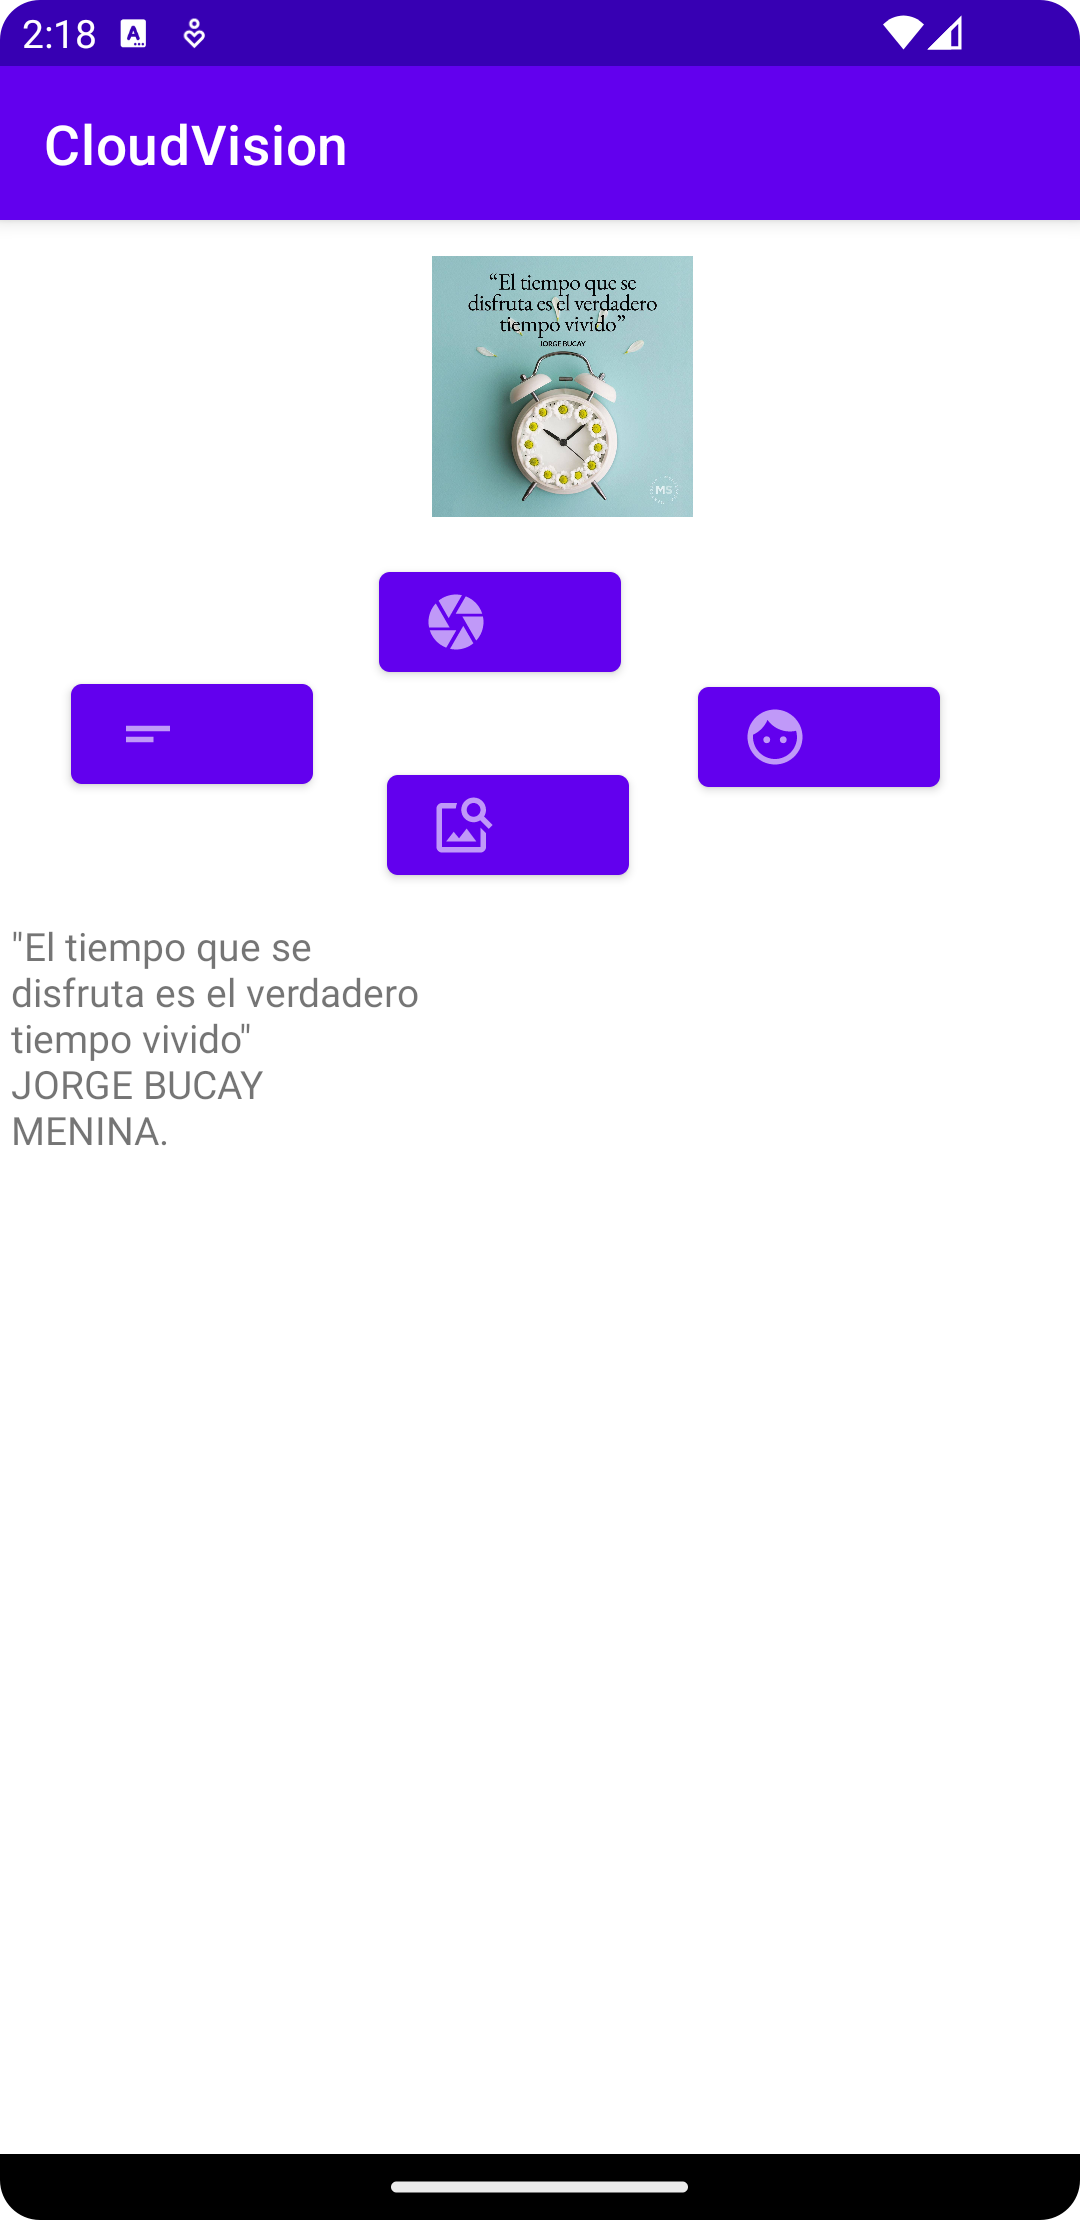 2:18
A
CloudVision
“El tiempo que se
disfruta es el verdadero
tiempo vivido”
JORGE BUCAY
MS
"El tiempo que se
disfruta es el verdadero
tiempo vivido"
JORGE BUCAY
MENINA.